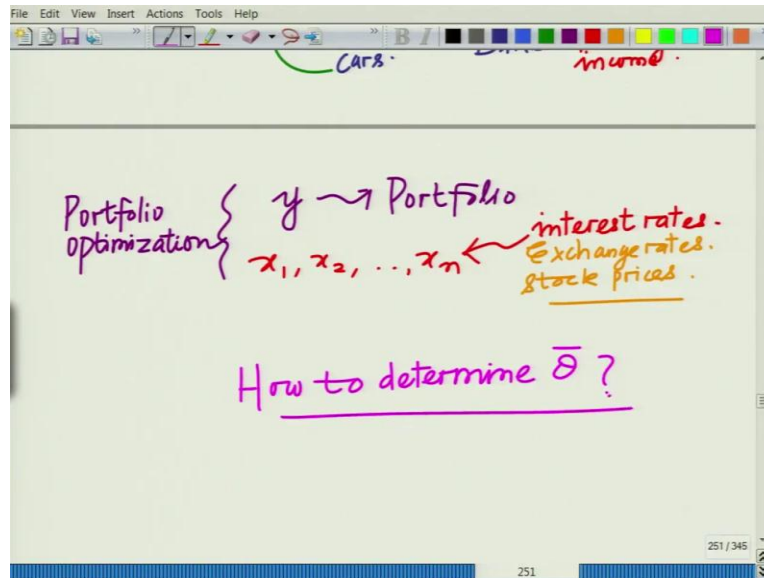 File Edit View Insert Actions Tools Help
B I
cars.
income.
Portfolio optimization
y → Portfolio
x₁, x₂, .., xₙ
interest rates.
Exchange rates.
stock prices.
How to determine θ̄ ?
251 / 345
251